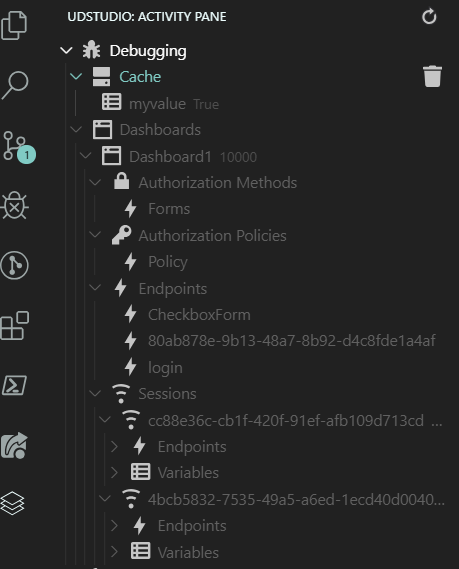 UDSTUDIO: ACTIVITY PANE
Debugging
Cache
myvalue True
Dashboards
Dashboard1 10000
Authorization Methods
Forms
Authorization Policies
Policy
Endpoints
CheckboxForm
80ab878e-9b13-48a7-8b92-d4c8fde1a4af
1
login
Sessions
cc88e36c-cb1f-420f-91ef-afb109d713cd ...
Endpoints
Variables
4bcb5832-7535-49a5-a6ed-1ecd40d0040...
Endpoints
Variables